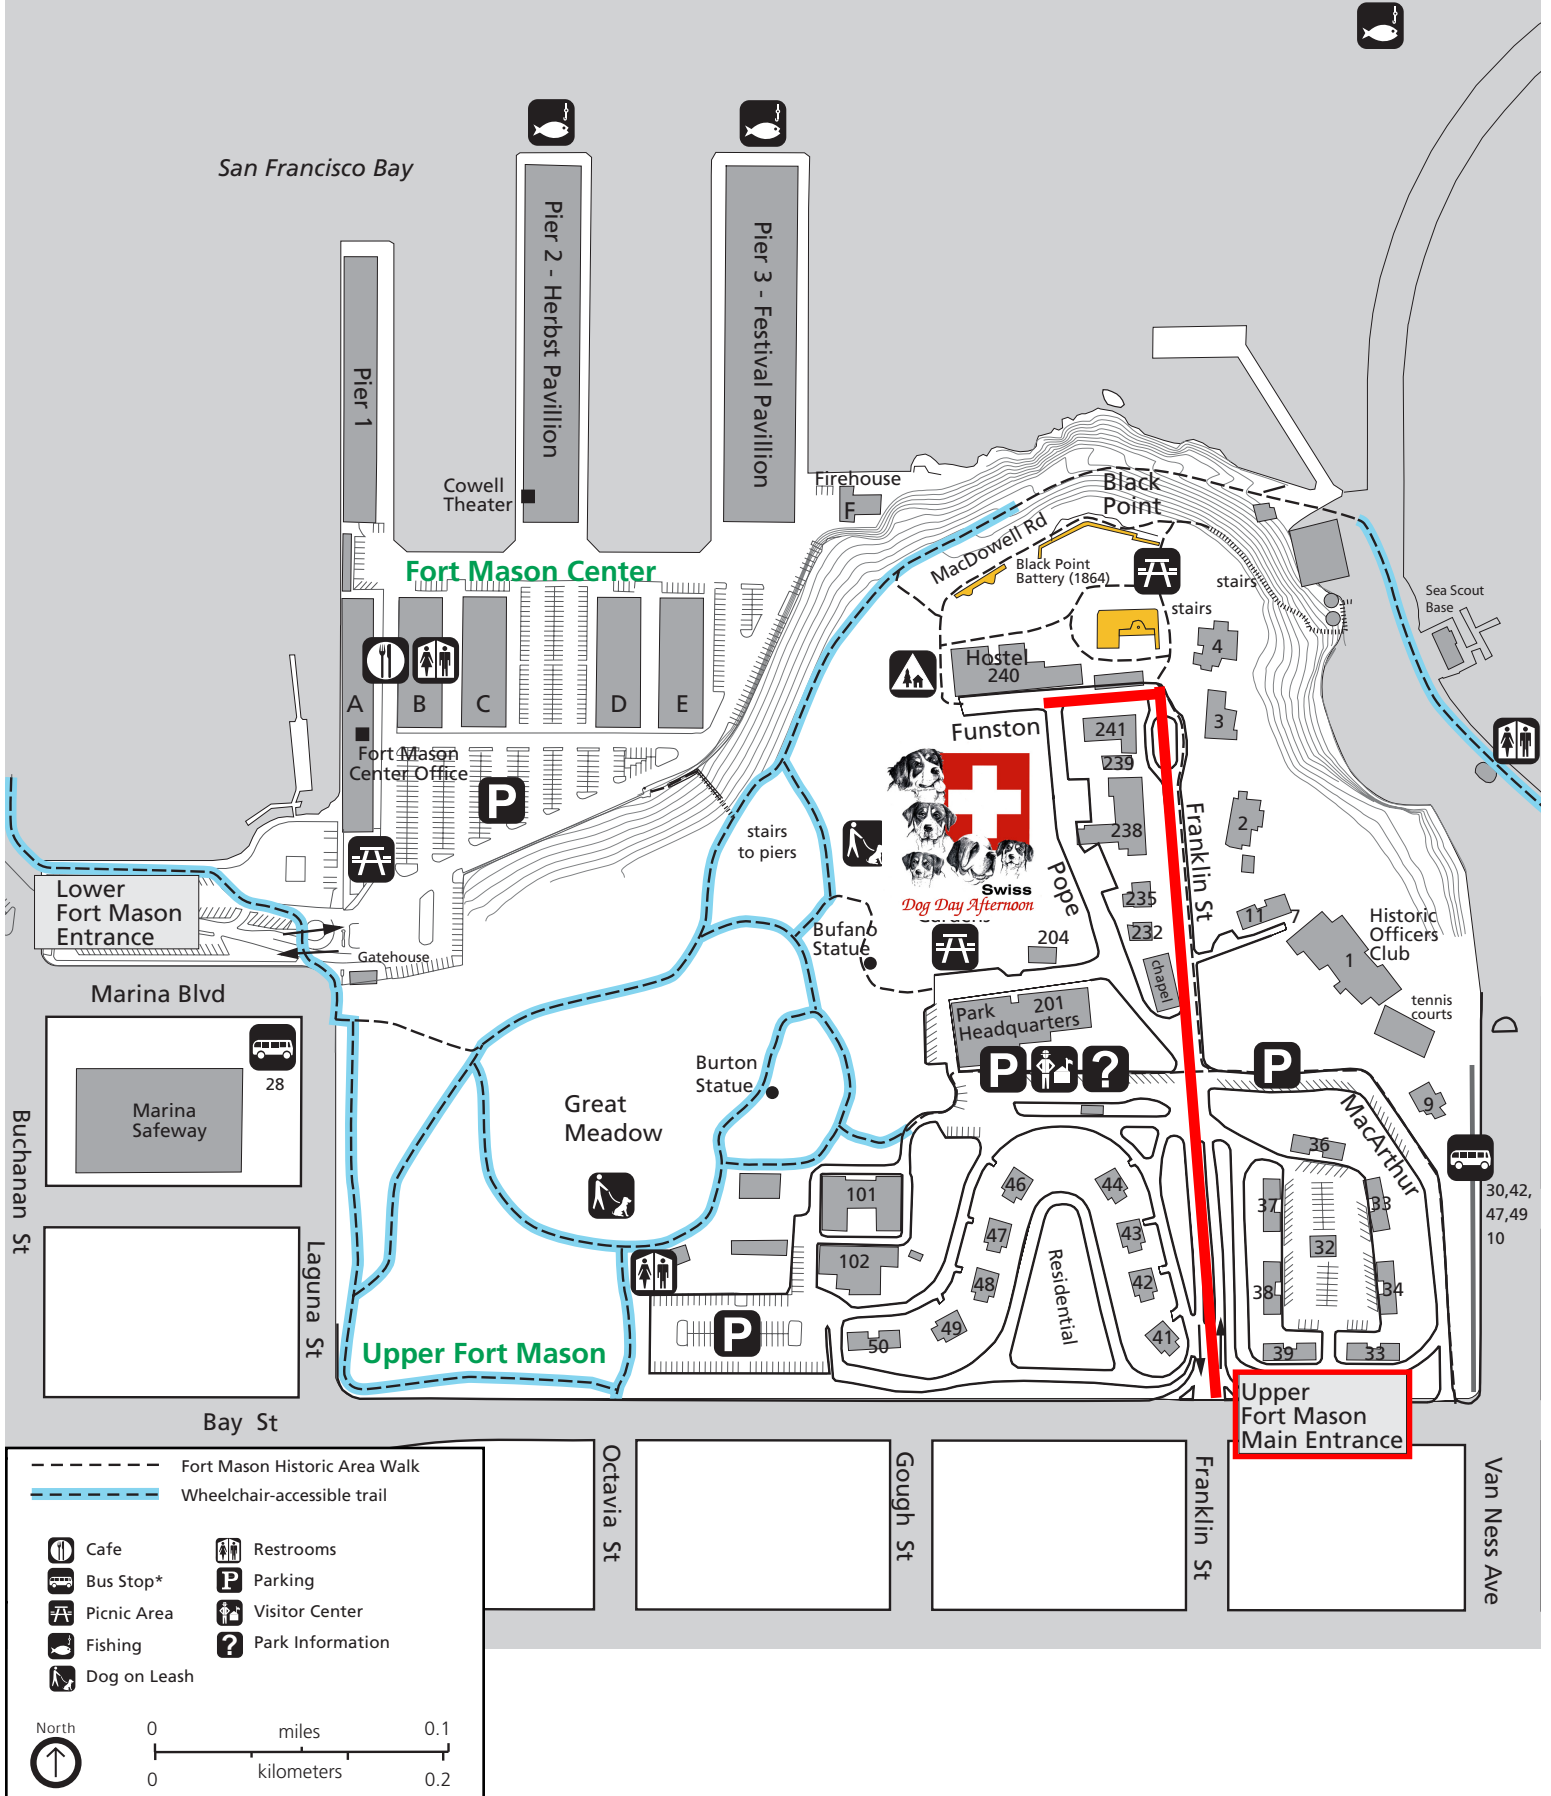 San Francisco Bay
Pier 1
Pier 2 - Herbst Pavillion
Pier 3 - Festival Pavillion
Cowell
Theater
Firehouse
F
Black
Point
MacDowell Rd
Black Point
Battery (1864)
stairs
stairs
Sea Scout
Base
Fort Mason Center
A
B
C
D
E
Fort Mason
Center Office
P
Hostel
240
4
3
2
Funston
241
239
238
235
232
chapel
Franklin St
Pope
204
11
7
1
Historic
Officers
Club
tennis
courts
stairs
to piers
Swiss
Dog Day Afternoon
Gardens
Bufano
Statue
Lower
Fort Mason
Entrance
Gatehouse
Marina Blvd
28
Marina
Safeway
Buchanan St
Laguna St
Park
Headquarters
201
P
?
P
9
MacArthur
Burton
Statue
Great
Meadow
101
102
46
44
47
43
48
42
49
41
50
Residential
36
37
33
32
38
34
39
33
30,42,
47,49
10
P
Upper Fort Mason
Upper
Fort Mason
Main Entrance
Bay St
Octavia St
Gough St
Franklin St
Van Ness Ave
Fort Mason Historic Area Walk
Wheelchair-accessible trail
Cafe
Bus Stop*
Picnic Area
Fishing
Dog on Leash
Restrooms
P Parking
Visitor Center
? Park Information
North
0 miles 0.1
0 kilometers 0.2